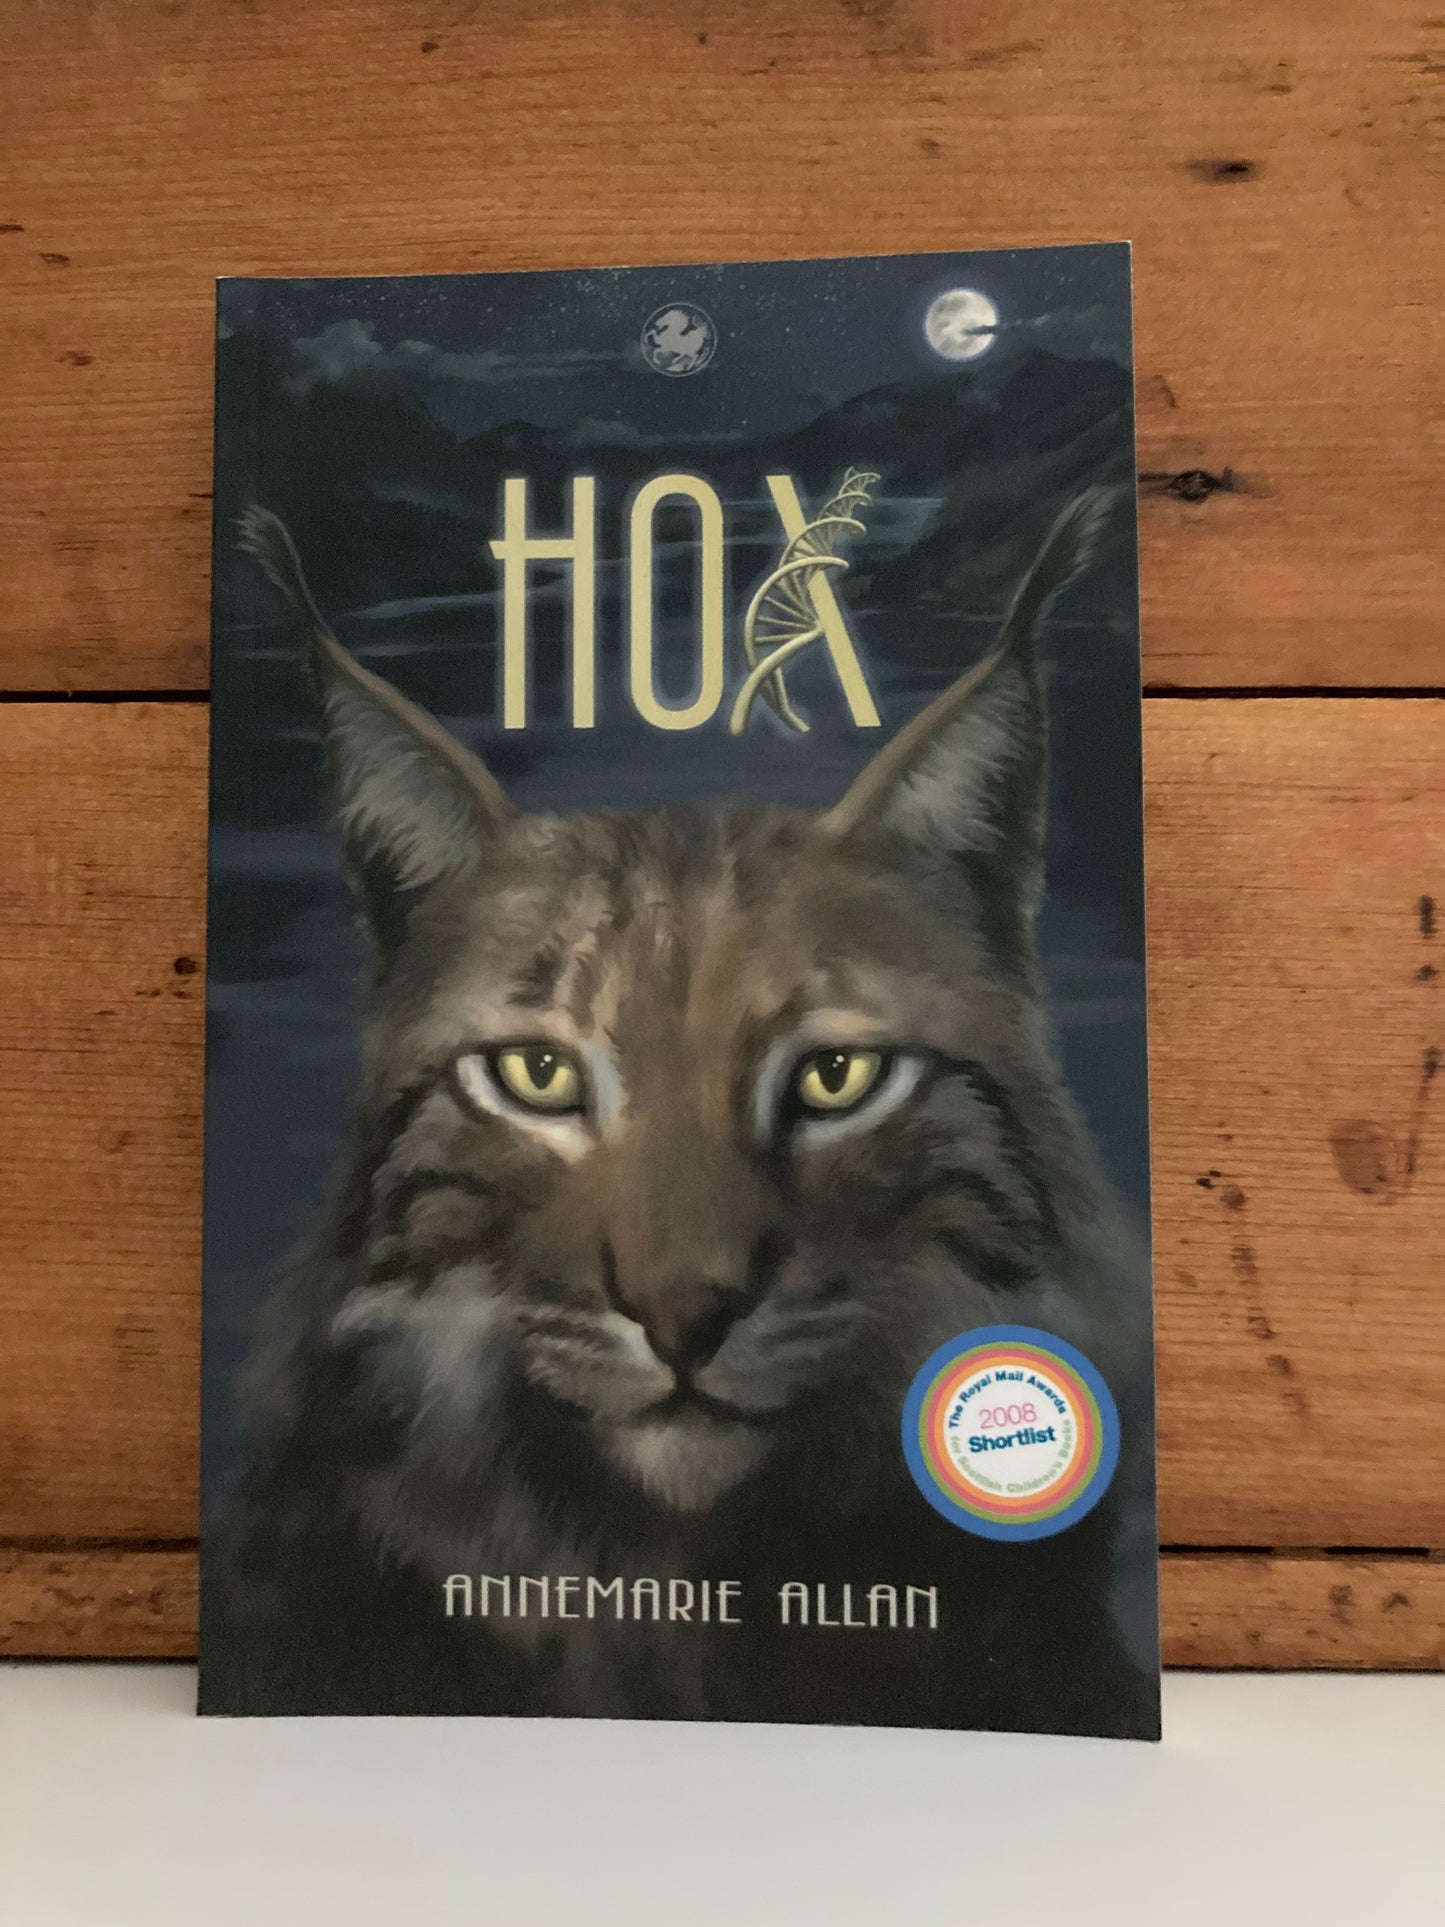 HOX
The Royal Mail Awards
2008
Shortlist
for Scottish Children's Books
ANNEMARIE ALLAN